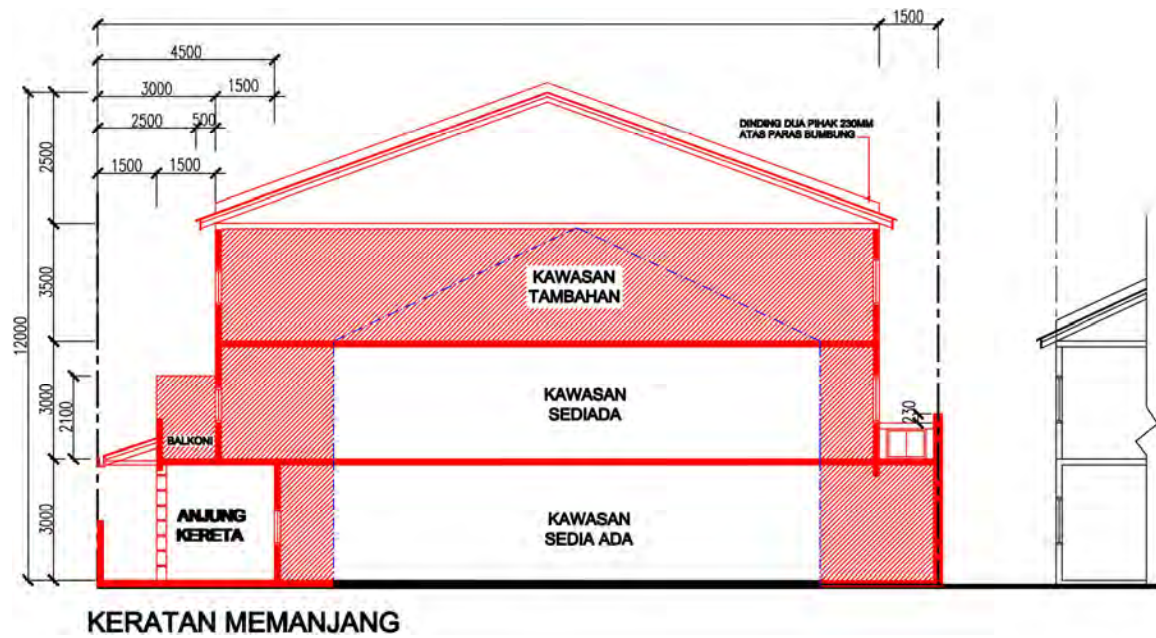 1500
4500
3000
1500
2500
500
1500
1500
DINDING DUA PIHAK 230MM
ATAS PARAS BUMBUNG
2500
3500
12000
3000
2100
3000
KAWASAN
TAMBAHAN
KAWASAN
SEDIADA
230
BALKONI
ANJUNG
KERETA
KAWASAN
SEDIA ADA
KERATAN MEMANJANG